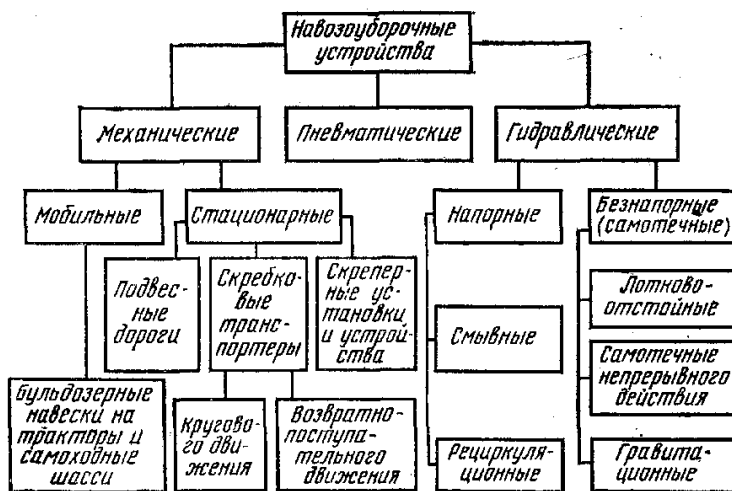 Навозоуборочные
устройства
Механические
Пневматические
Гидравлические
Мобильные
Стационарные
Напорные
Безнапорные
(самотечные)
Подвес-
ные
дороги
Скребко-
вые
транс-
портеры
Скрепер-
ные ус-
тановки
и устрой-
ства
Смывные
Лотково-
отстойные
Самотечные
непрерывного
действия
Бульдозерные
навески на
тракторы и
самоходные
шасси
Кругово-
го дви-
жения
Возвратно-
поступа-
тельного
движения
Рециркуля-
ционные
Гравита-
ционные